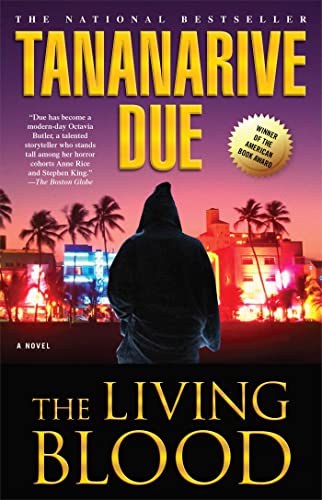 THE NATIONAL BESTSELLER
TANANARIVE
DUE
"Due has become a
modern-day Octavia
Butler, a talented
storyteller who stands
tall among her horror
cohorts Anne Rice
and Stephen King."
—The Boston Globe
WINNER
OF THE
AMERICAN
BOOK AWARD
A NOVEL
THE LIVING
BLOOD